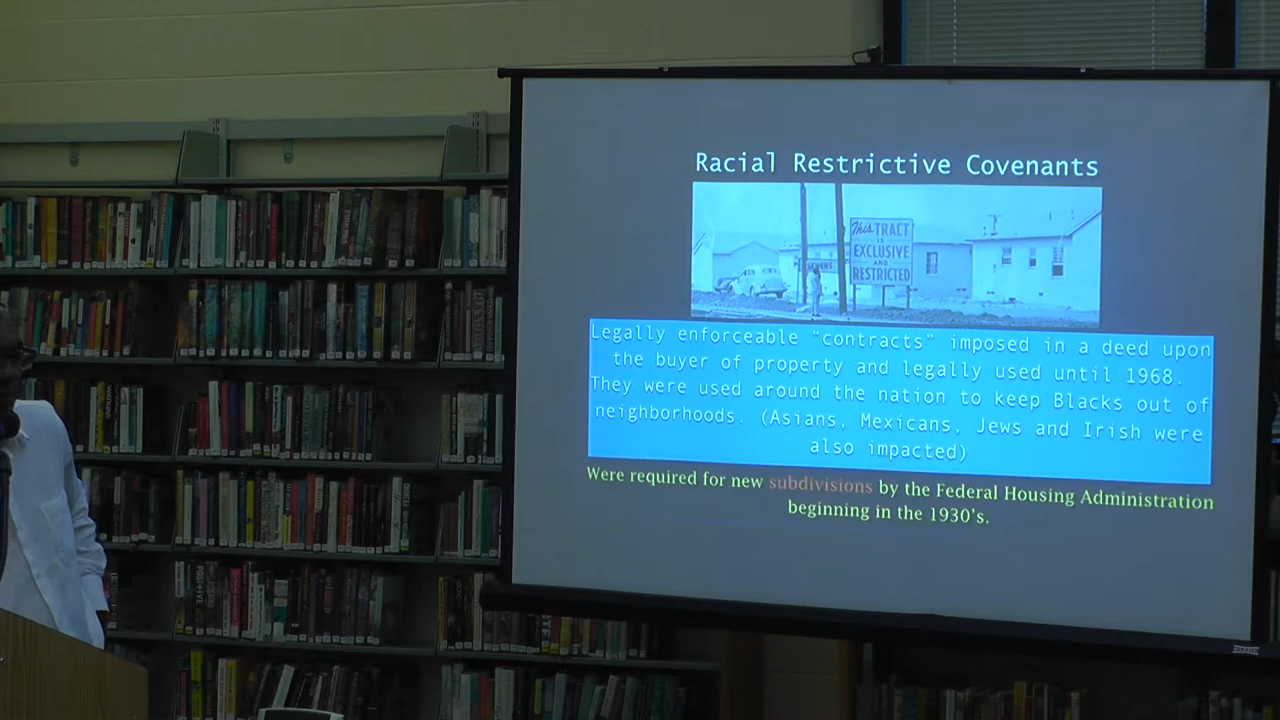 Racial Restrictive Covenants
This TRACT
IS
EXCLUSIVE
AND
RESTRICTED
Legally enforceable “contracts” imposed in a deed upon
the buyer of property and legally used until 1968.
They were used around the nation to keep Blacks out of
neighborhoods. (Asians, Mexicans, Jews and Irish were
also impacted)
Were required for new subdivisions by the Federal Housing Administration
beginning in the 1930's.